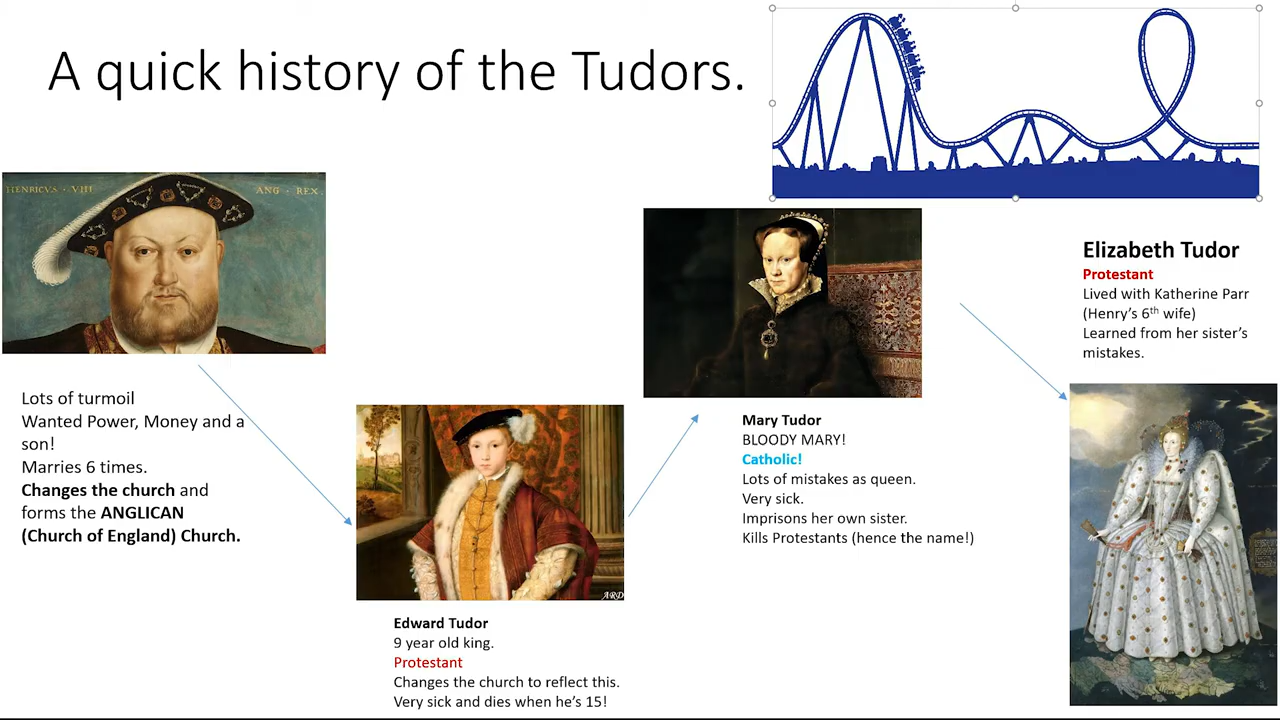 A quick history of the Tudors.
HENRICVS · VIII ANG · REX.
Lots of turmoil
Wanted Power, Money and a
son!
Marries 6 times.
Changes the church and
forms the ANGLICAN
(Church of England) Church.
ARD
Edward Tudor
9 year old king.
Protestant
Changes the church to reflect this.
Very sick and dies when he's 15!
Mary Tudor
BLOODY MARY!
Catholic!
Lots of mistakes as queen.
Very sick.
Imprisons her own sister.
Kills Protestants (hence the name!)
Elizabeth Tudor
Protestant
Lived with Katherine Parr
(Henry's 6th wife)
Learned from her sister's
mistakes.